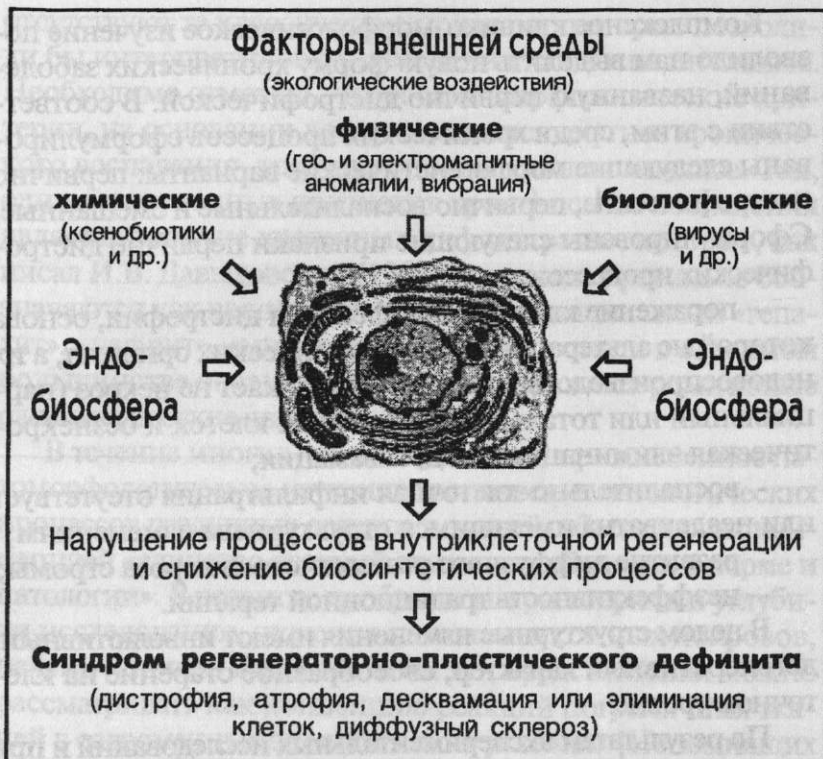 Факторы внешней среды
(экологические воздействия)
физические
(гео- и электромагнитные
аномалии, вибрация)
химические
(ксенобиотики
и др.)
биологические
(вирусы
и др.)
Эндо-
биосфера
Эндо-
биосфера
Нарушение процессов внутриклеточной регенерации
и снижение биосинтетических процессов
Синдром регенераторно-пластического дефицита
(дистрофия, атрофия, десквамация или элиминация
клеток, диффузный склероз)